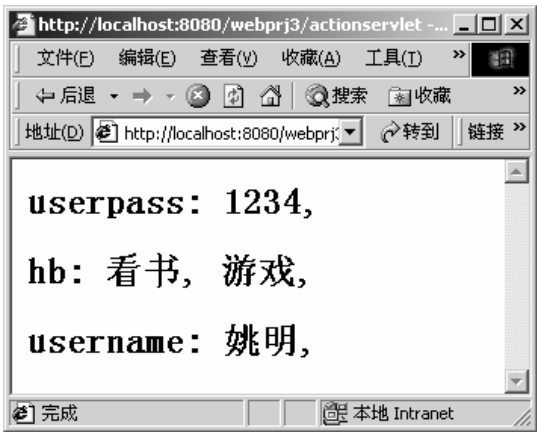 http://localhost:8080/webprj3/actionservlet -...
文件(F) 编辑(E) 查看(V) 收藏(A) 工具(T) »
后退 搜索 收藏 »
地址(D) http://localhost:8080/webprj 转到 链接 »
userpass: 1234,
hb: 看书, 游戏,
username: 姚明,
完成 本地 Intranet